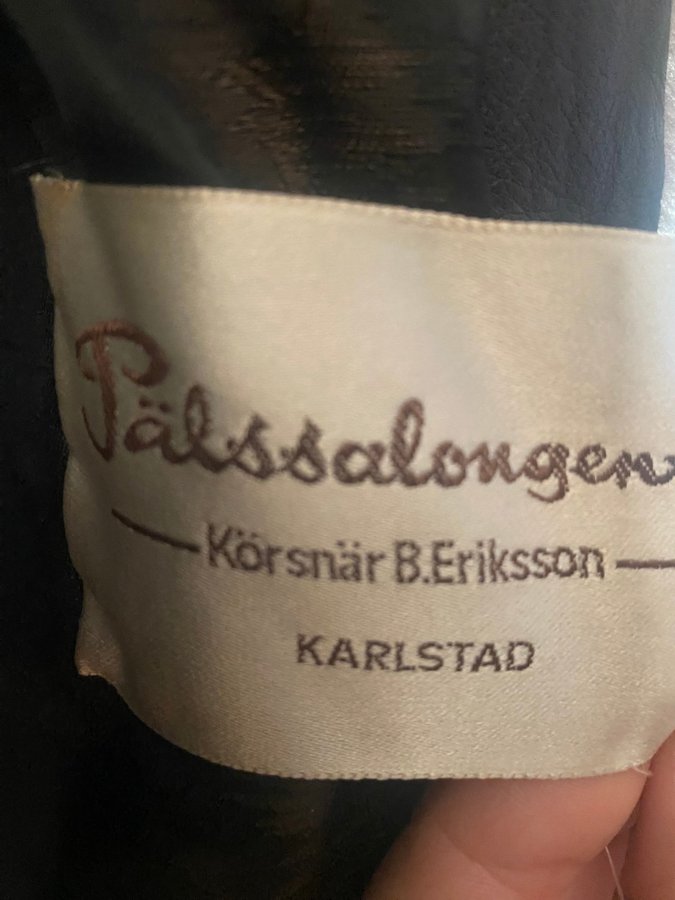 Pälssalongen
Körsnär B.Eriksson
KARLSTAD